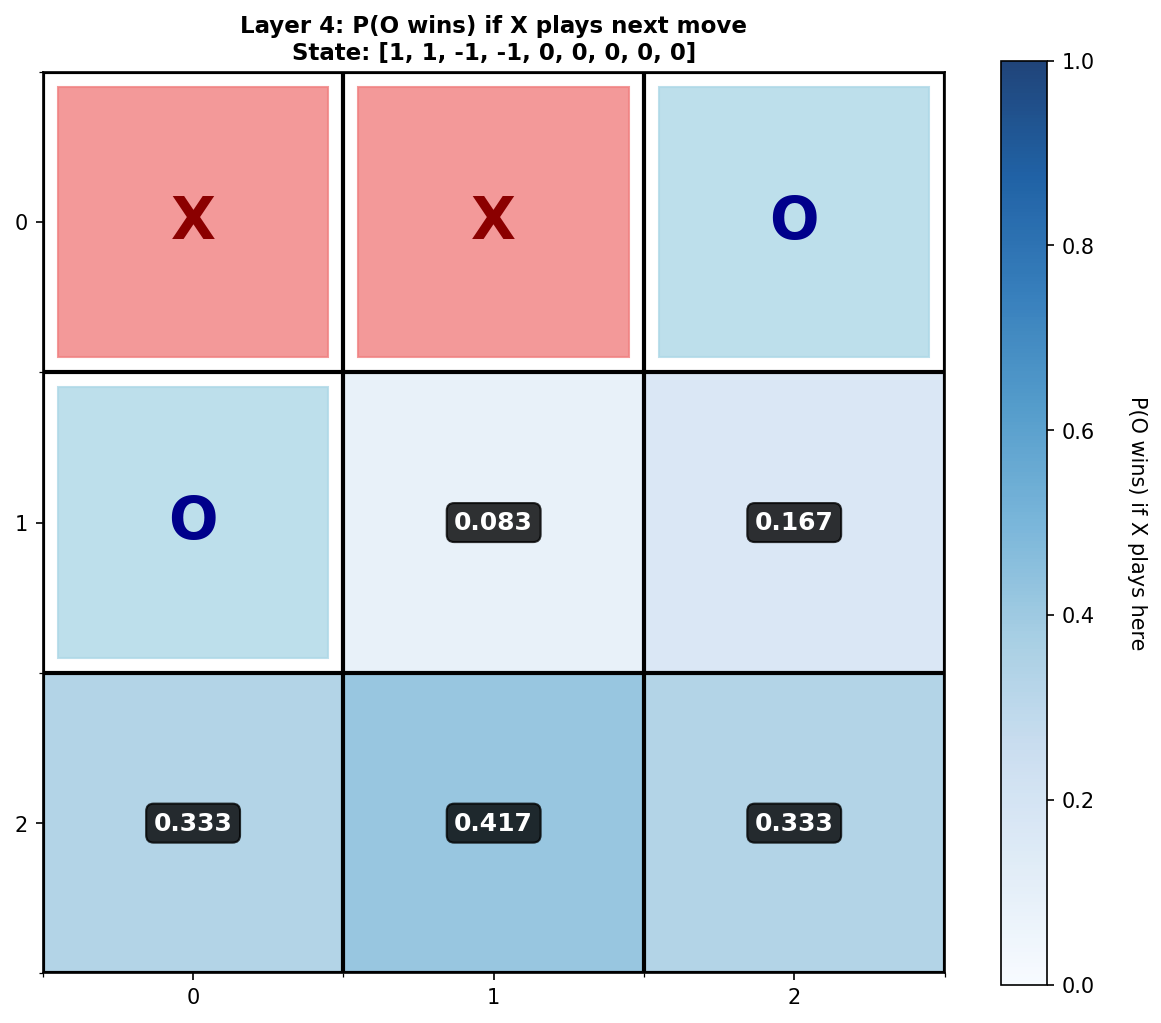 Layer 4: P(O wins) if X plays next move
State: [1, 1, -1, -1, 0, 0, 0, 0, 0]
0
X
X
O
1
O
0.083
0.167
2
0.333
0.417
0.333
0
1
2
1.0
0.8
0.6
0.4
0.2
0.0
P(O wins) if X plays here